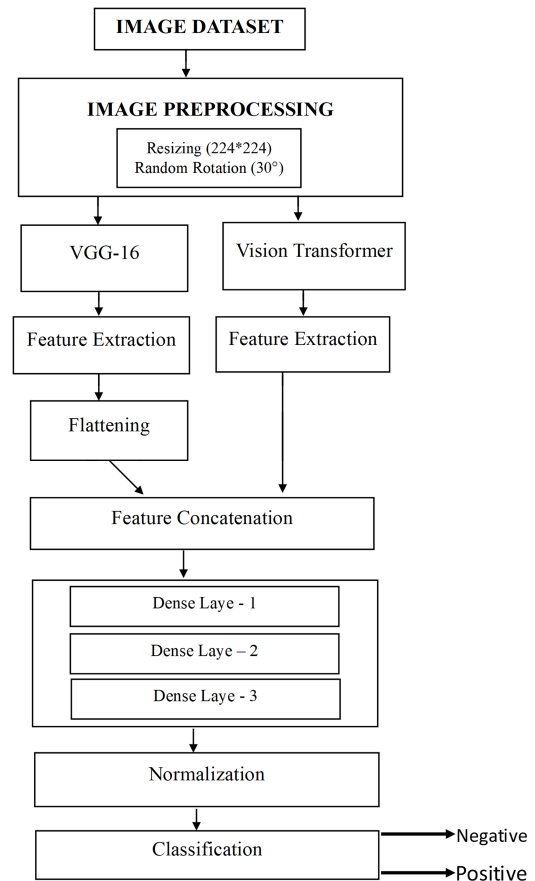 IMAGE DATASET
IMAGE PREPROCESSING
Resizing (224*224)
Random Rotation (30°)
VGG-16
Vision Transformer
Feature Extraction
Feature Extraction
Flattening
Feature Concatenation
Dense Laye - 1
Dense Laye – 2
Dense Laye - 3
Normalization
Classification
Negative
Positive